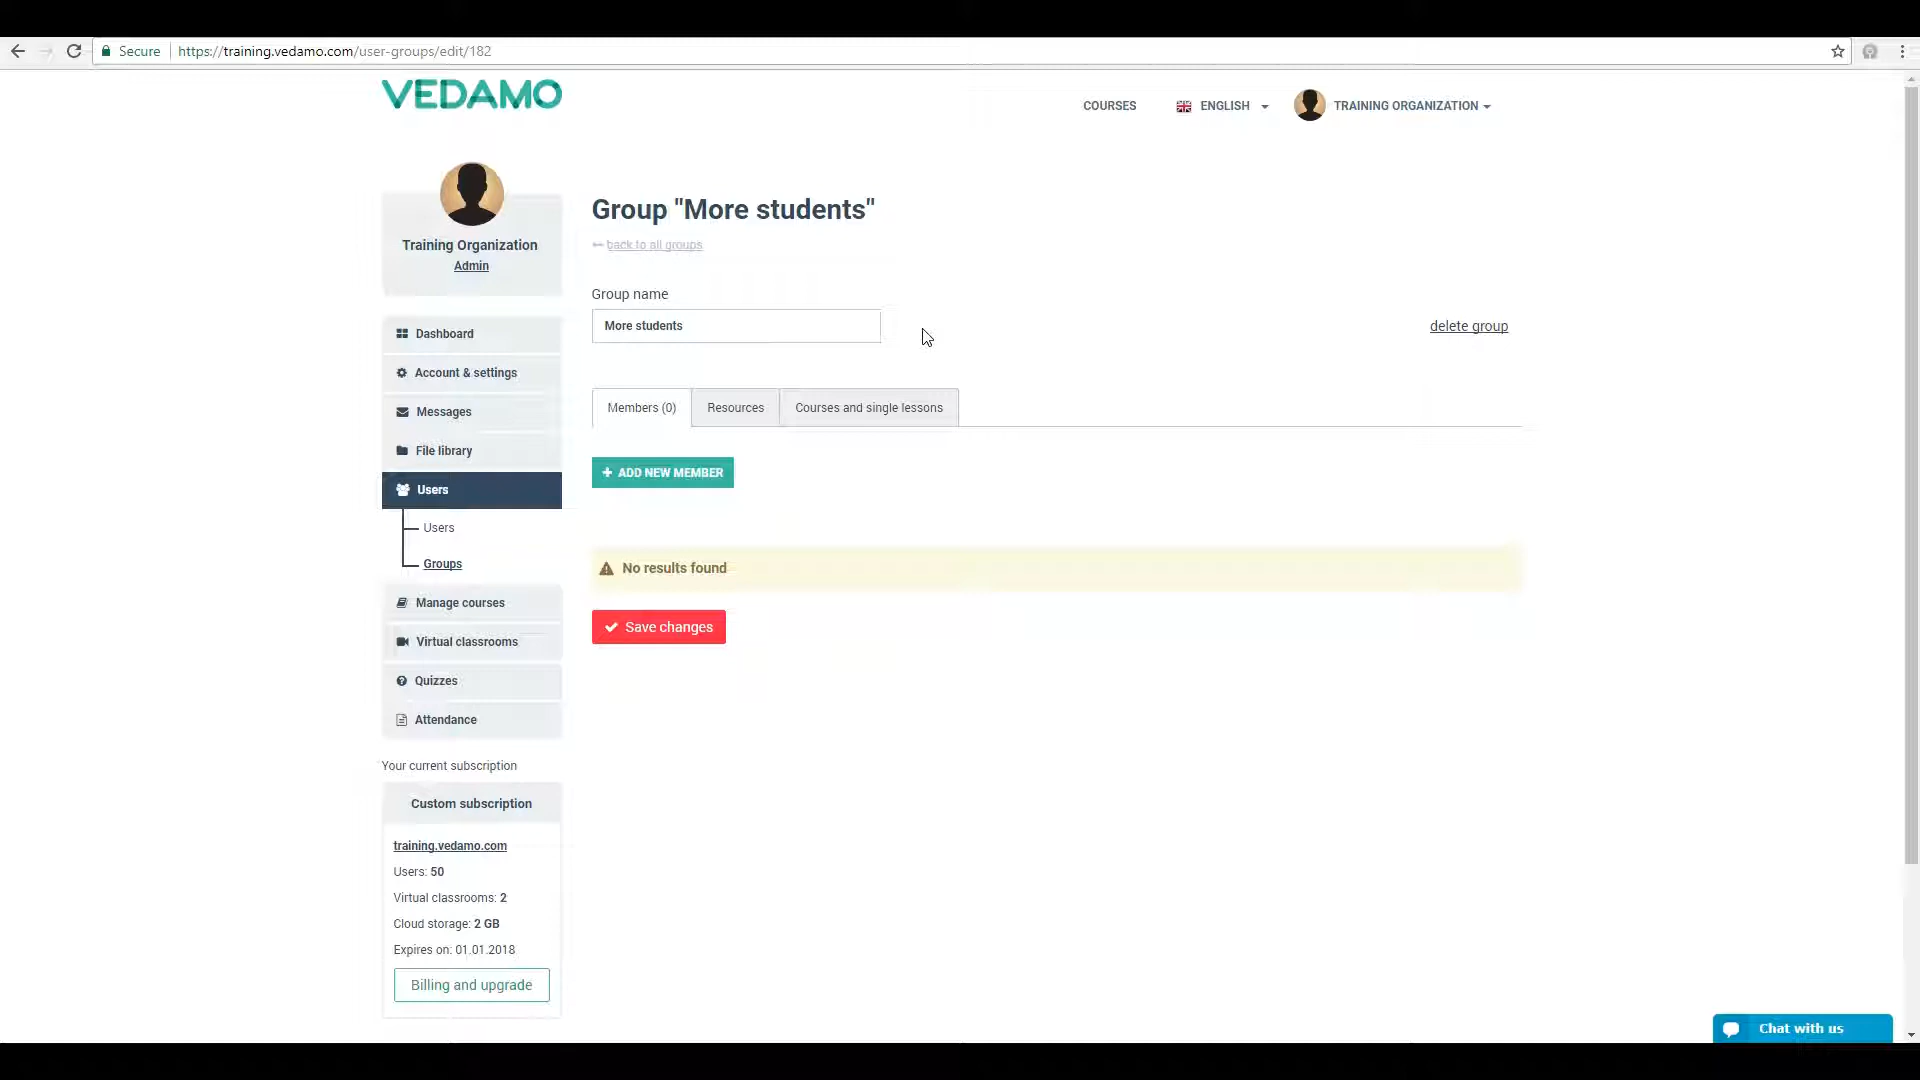 Secure
https://training.vedamo.com/user-groups/edit/182
VEDAMO
COURSES
ENGLISH
TRAINING ORGANIZATION
Training Organization
Admin
Dashboard
Account & settings
Messages
File library
Users
Users
Groups
Manage courses
Virtual classrooms
Quizzes
Attendance
Your current subscription
Custom subscription
training.vedamo.com
Users: 50
Virtual classrooms: 2
Cloud storage: 2 GB
Expires on: 01.01.2018
Billing and upgrade
Group "More students"
back to all groups
Group name
More students
delete group
Members (0)
Resources
Courses and single lessons
+ ADD NEW MEMBER
No results found
Save changes
Chat with us